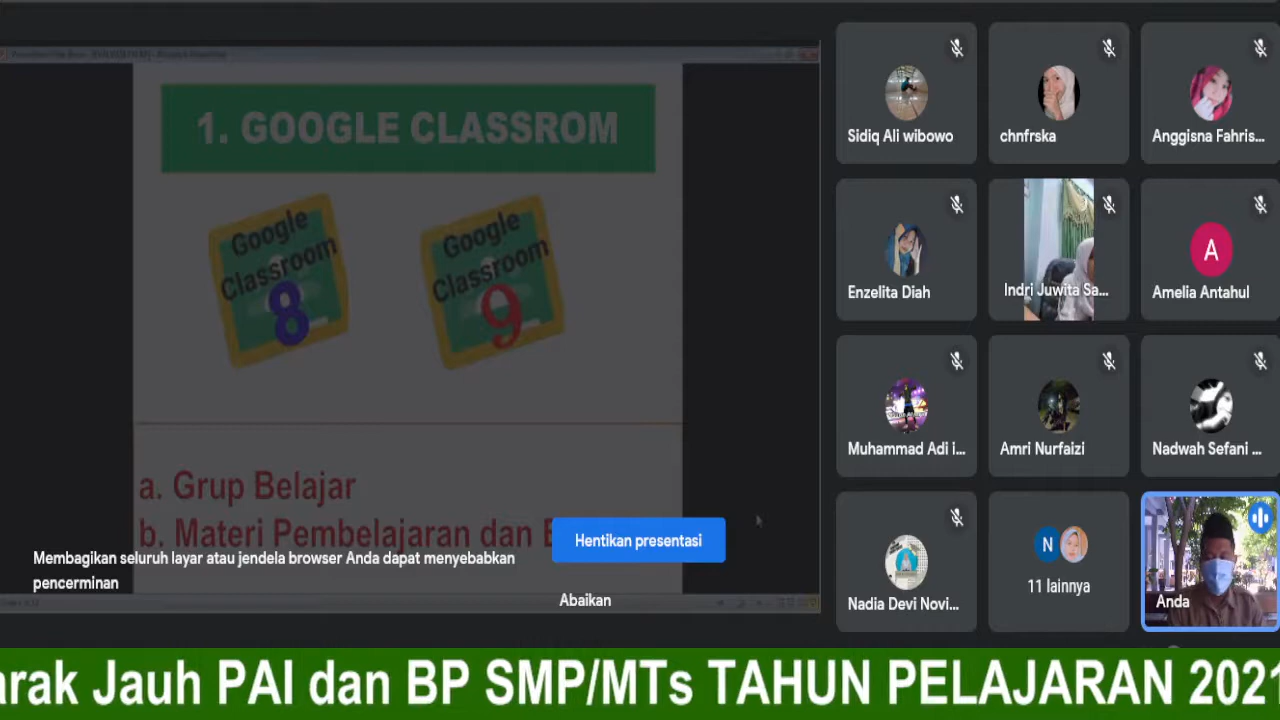 1. GOOGLE CLASSROM
Google
Classroom
8
Google
Classroom
9
a. Grup Belajar
b. Materi Pembelajaran dan
Membagikan seluruh layar atau jendela browser Anda dapat menyebabkan
pencerminan
Hentikan presentasi
Abaikan
Sidiq Ali wibowo
chnfrska
Anggisna Fahris...
Enzelita Diah
Indri Juwita Sa...
A
Amelia Antahul
Muhammad Adi i...
Amri Nurfaizi
Nadwah Sefani ...
Nadia Devi Novi...
N
11 lainnya
Anda
arak Jauh PAI dan BP SMP/MTs TAHUN PELAJARAN 2021